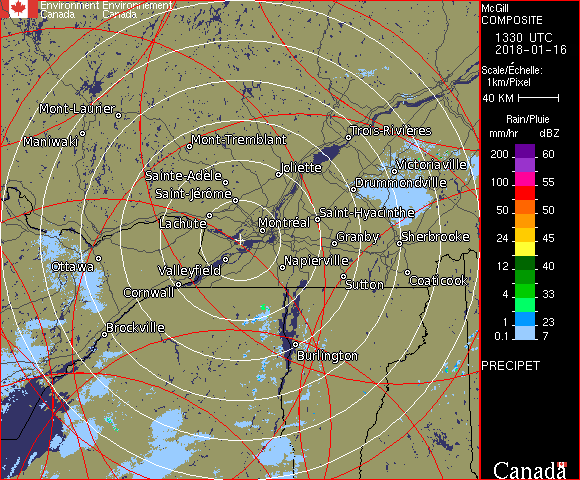 Environment Environnement
Canada Canada
McGill
COMPOSITE
1330 UTC
2018-01-16
Scale/Échelle:
1km/Pixel
40 KM
Rain/Pluie
mm/hr dBZ
200 60
100 55
50 50
24 45
12 40
4 33
1 23
0.1 7
PRECIPET
Canada
Mont-Laurier
Maniwaki
Mont-Tremblant
Trois-Rivières
Victoriaville
Sainte-Adèle
Joliette
Drummondville
Saint-Jérôme
Lachute
Montréal
Saint-Hyacinthe
Granby
Sherbrooke
Ottawa
Valleyfield
Napierville
Cornwall
Sutton
Coaticook
Brockville
Burlington